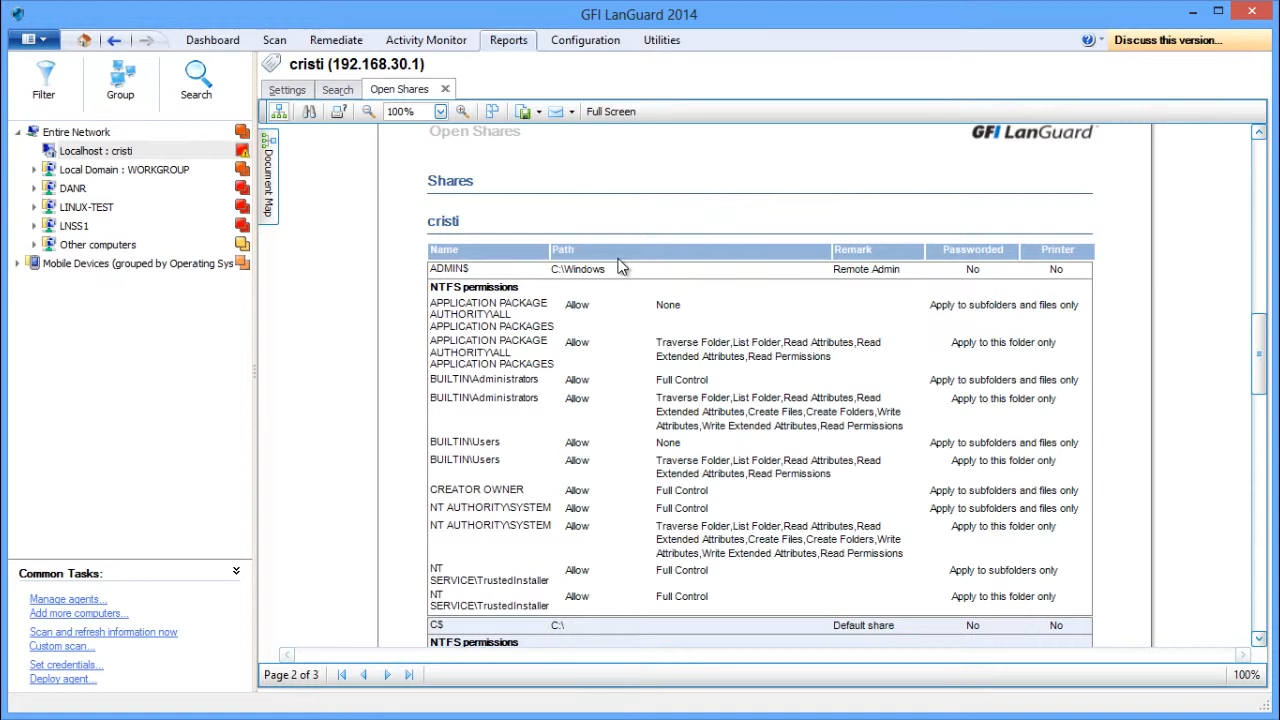 GFI LanGuard 2014
Dashboard Scan Remediate Activity Monitor Reports Configuration Utilities Discuss this version...
Filter Group Search
cristi (192.168.30.1)
Settings Search Open Shares
100% Full Screen
Entire Network
Localhost : cristi
Local Domain : WORKGROUP
DANR
LINUX-TEST
LNSS1
Other computers
Mobile Devices (grouped by Operating Sys
Document Map
Open Shares GFI LanGuard
Shares
cristi
Name Path Remark Passworded Printer
ADMIN$ C:\Windows Remote Admin No No
NTFS permissions
APPLICATION PACKAGE Allow None Apply to subfolders and files only
AUTHORITY\ALL
APPLICATION PACKAGES
APPLICATION PACKAGE Allow Traverse Folder,List Folder,Read Attributes,Read Apply to this folder only
AUTHORITY\ALL Extended Attributes,Read Permissions
APPLICATION PACKAGES
BUILTIN\Administrators Allow Full Control Apply to subfolders and files only
BUILTIN\Administrators Allow Traverse Folder,List Folder,Read Attributes,Read Apply to this folder only
Extended Attributes,Create Files,Create Folders,Write
Attributes,Write Extended Attributes,Read Permissions
BUILTIN\Users Allow None Apply to subfolders and files only
BUILTIN\Users Allow Traverse Folder,List Folder,Read Attributes,Read Apply to this folder only
Extended Attributes,Read Permissions
CREATOR OWNER Allow Full Control Apply to subfolders and files only
NT AUTHORITY\SYSTEM Allow Full Control Apply to subfolders and files only
NT AUTHORITY\SYSTEM Allow Traverse Folder,List Folder,Read Attributes,Read Apply to this folder only
Extended Attributes,Create Files,Create Folders,Write
Attributes,Write Extended Attributes,Read Permissions
NT Allow Full Control Apply to subfolders only
SERVICE\TrustedInstaller
NT Allow Full Control Apply to this folder only
SERVICE\TrustedInstaller
C$ C:\ Default share No No
NTFS permissions
Common Tasks:
Manage agents...
Add more computers...
Scan and refresh information now
Custom scan...
Set credentials...
Deploy agent...
Page 2 of 3 100%